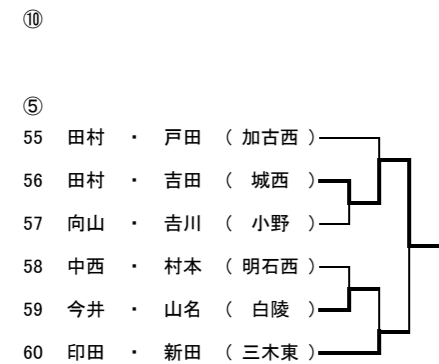 ⑩
⑤
55 田村 ・ 戸田 ( 加古西 )
56 田村 ・ 吉田 ( 城西 )
57 向山 ・ 𠮷川 ( 小野 )
58 中西 ・ 村本 ( 明石西 )
59 今井 ・ 山名 ( 白陵 )
60 印田 ・ 新田 ( 三木東 )